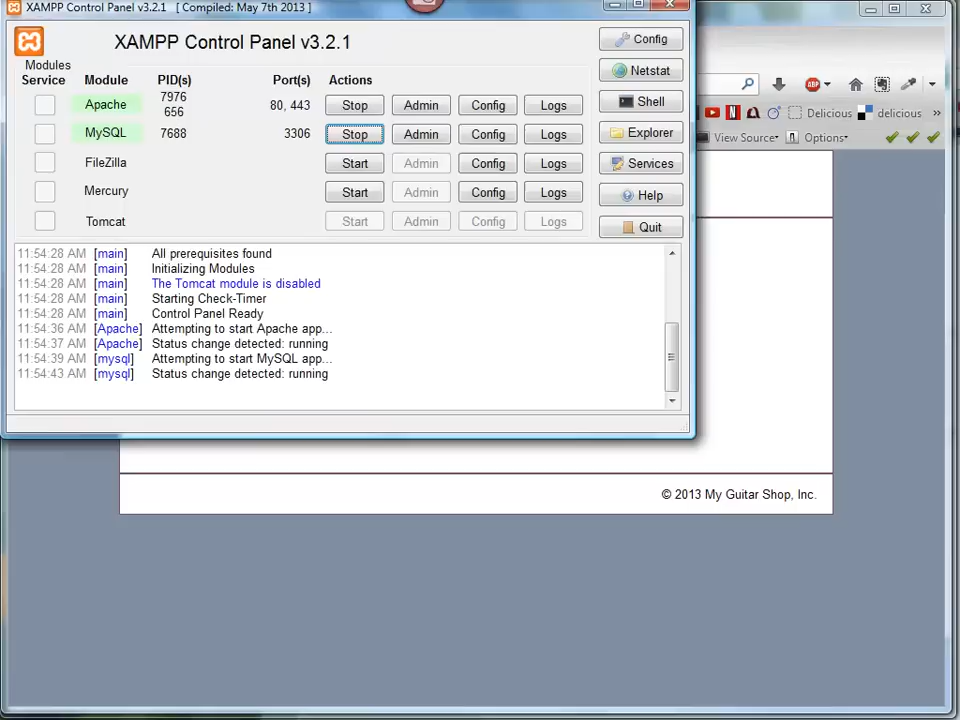 XAMPP Control Panel v3.2.1 [ Compiled: May 7th 2013 ]
XAMPP Control Panel v3.2.1
Config
Modules
Service Module PID(s) Port(s) Actions
Netstat
Apache 7976 656 80, 443 Stop Admin Config Logs
Shell
MySQL 7688 3306 Stop Admin Config Logs
Explorer
FileZilla Start Admin Config Logs
Services
Mercury Start Admin Config Logs
Help
Tomcat Start Admin Config Logs
Quit
11:54:28 AM [main] All prerequisites found
11:54:28 AM [main] Initializing Modules
11:54:28 AM [main] The Tomcat module is disabled
11:54:28 AM [main] Starting Check-Timer
11:54:28 AM [main] Control Panel Ready
11:54:36 AM [Apache] Attempting to start Apache app...
11:54:37 AM [Apache] Status change detected: running
11:54:39 AM [mysql] Attempting to start MySQL app...
11:54:43 AM [mysql] Status change detected: running
ABP
Delicious delicious »
View Source Options
© 2013 My Guitar Shop, Inc.